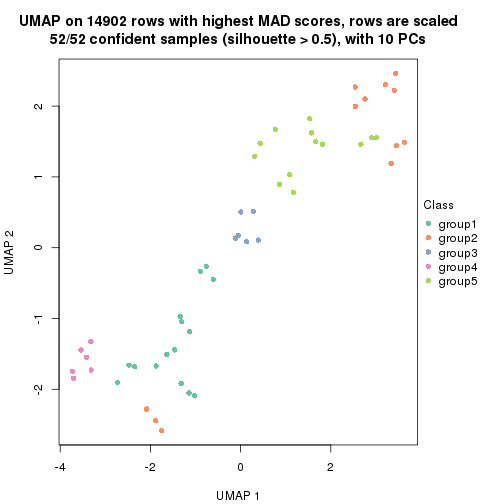 UMAP on 14902 rows with highest MAD scores, rows are scaled
52/52 confident samples (silhouette > 0.5), with 10 PCs
2
1
0
-1
-2
UMAP 2
-4
-2
0
2
UMAP 1
Class
group1
group2
group3
group4
group5